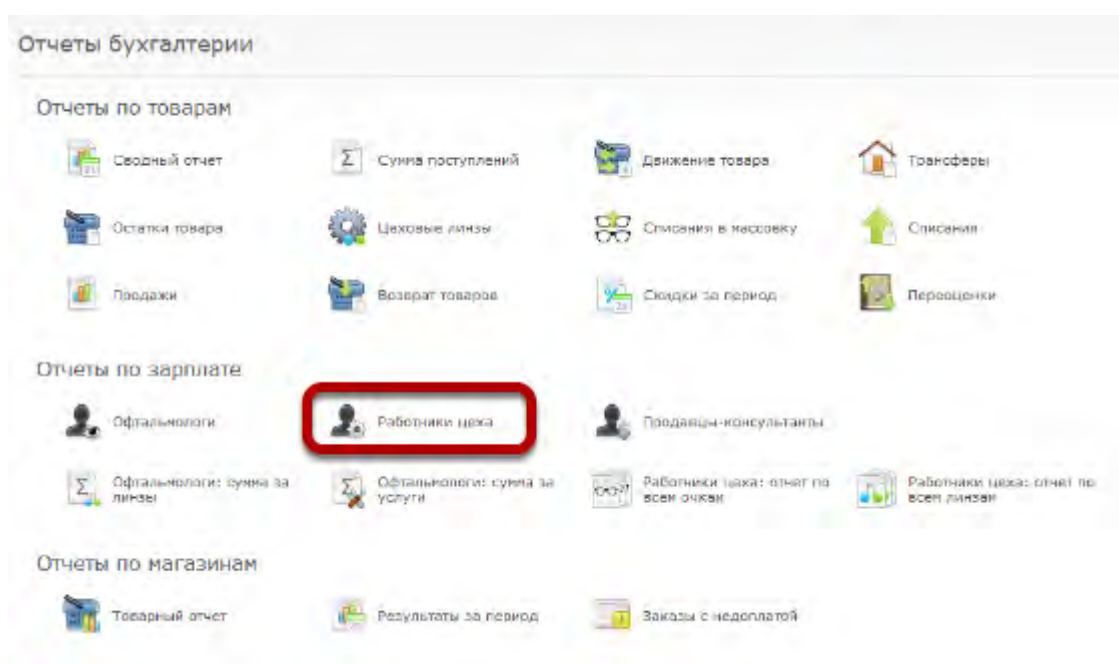 Отчеты бухгалтерии
Отчеты по товарам
Сводный отчет
Сумма поступлений
Движение товара
Трансферы
Остатки товара
Цеховые линзы
Списания в массовку
Списания
Продажи
Возврат товаров
Скидки за период
Переоценки
Отчеты по зарплате
Офтальмологи
Работники цеха
Продавцы-консультанты
Офтальмологи: сумма за
линзы
Офтальмологи: сумма за
услуги
Работники цеха: отчет по
всем очкам
Работники цеха: отчет по
всем линзам
Отчеты по магазинам
Товарный отчет
Результаты за период
Заказы с недоплатой